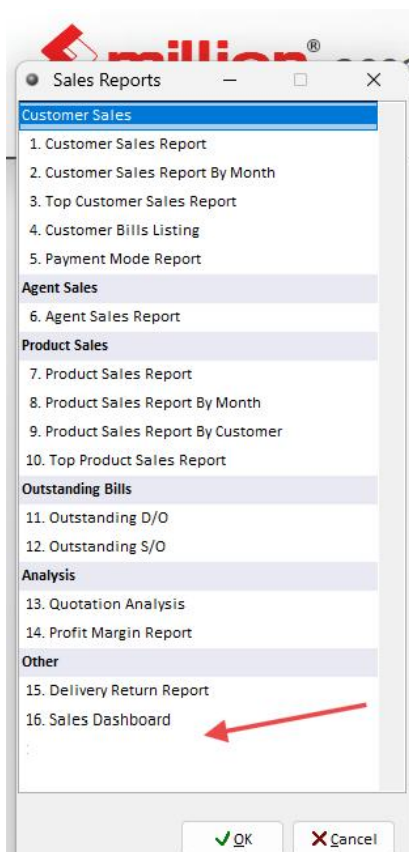 million®
Sales Reports
Customer Sales
1. Customer Sales Report
2. Customer Sales Report By Month
3. Top Customer Sales Report
4. Customer Bills Listing
5. Payment Mode Report
Agent Sales
6. Agent Sales Report
Product Sales
7. Product Sales Report
8. Product Sales Report By Month
9. Product Sales Report By Customer
10. Top Product Sales Report
Outstanding Bills
11. Outstanding D/O
12. Outstanding S/O
Analysis
13. Quotation Analysis
14. Profit Margin Report
Other
15. Delivery Return Report
16. Sales Dashboard
OK Cancel